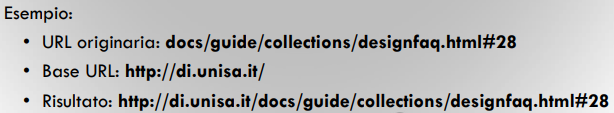 Esempio:
• URL originaria: docs/guide/collections/designfaq.html#28
• Base URL: http://di.unisa.it/
• Risultato: http://di.unisa.it/docs/guide/collections/designfaq.html#28